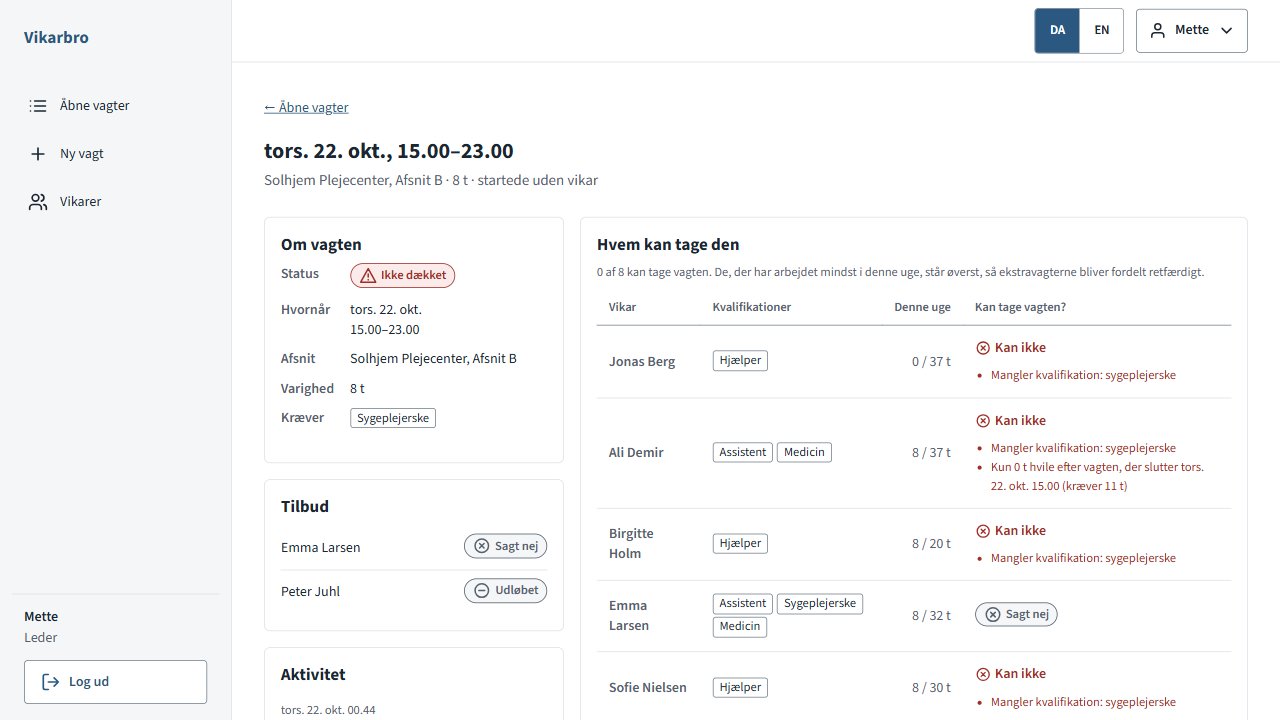 Vikarbro
Åbne vagter
Ny vagt
Vikarer
Mette
Leder
Log ud
DA
EN
Mette
← Åbne vagter
tors. 22. okt., 15.00–23.00
Solhjem Plejecenter, Afsnit B · 8 t · startede uden vikar
Om vagten
Status
Ikke dækket
Hvornår
tors. 22. okt.
15.00–23.00
Afsnit
Solhjem Plejecenter, Afsnit B
Varighed
8 t
Kræver
Sygeplejerske
Tilbud
Emma Larsen
Sagt nej
Peter Juhl
Udløbet
Aktivitet
tors. 22. okt. 00.44
Hvem kan tage den
0 af 8 kan tage vagten. De, der har arbejdet mindst i denne uge, står øverst, så ekstravagterne bliver fordelt retfærdigt.
Vikar
Kvalifikationer
Denne uge
Kan tage vagten?
Jonas Berg
Hjælper
0 / 37 t
Kan ikke
• Mangler kvalifikation: sygeplejerske
Ali Demir
Assistent
Medicin
8 / 37 t
Kan ikke
• Mangler kvalifikation: sygeplejerske
• Kun 0 t hvile efter vagten, der slutter tors.
22. okt. 15.00 (kræver 11 t)
Birgitte
Holm
Hjælper
8 / 20 t
Kan ikke
• Mangler kvalifikation: sygeplejerske
Emma
Larsen
Assistent
Sygeplejerske
Medicin
8 / 32 t
Sagt nej
Sofie Nielsen
Hjælper
8 / 30 t
Kan ikke
• Mangler kvalifikation: sygeplejerske